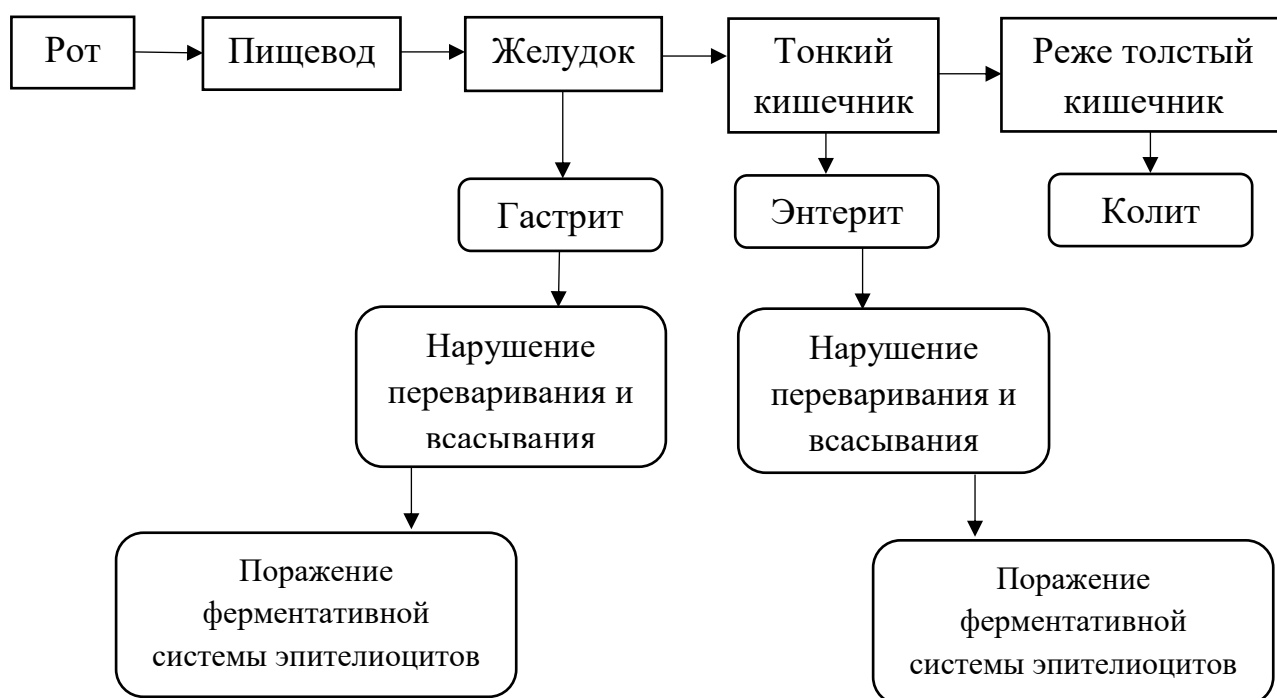 Рот
Пищевод
Желудок
Тонкий
кишечник
Реже толстый
кишечник
Гастрит
Энтерит
Колит
Нарушение
переваривания и
всасывания
Нарушение
переваривания и
всасывания
Поражение
ферментативной
системы эпителиоцитов
Поражение
ферментативной
системы эпителиоцитов